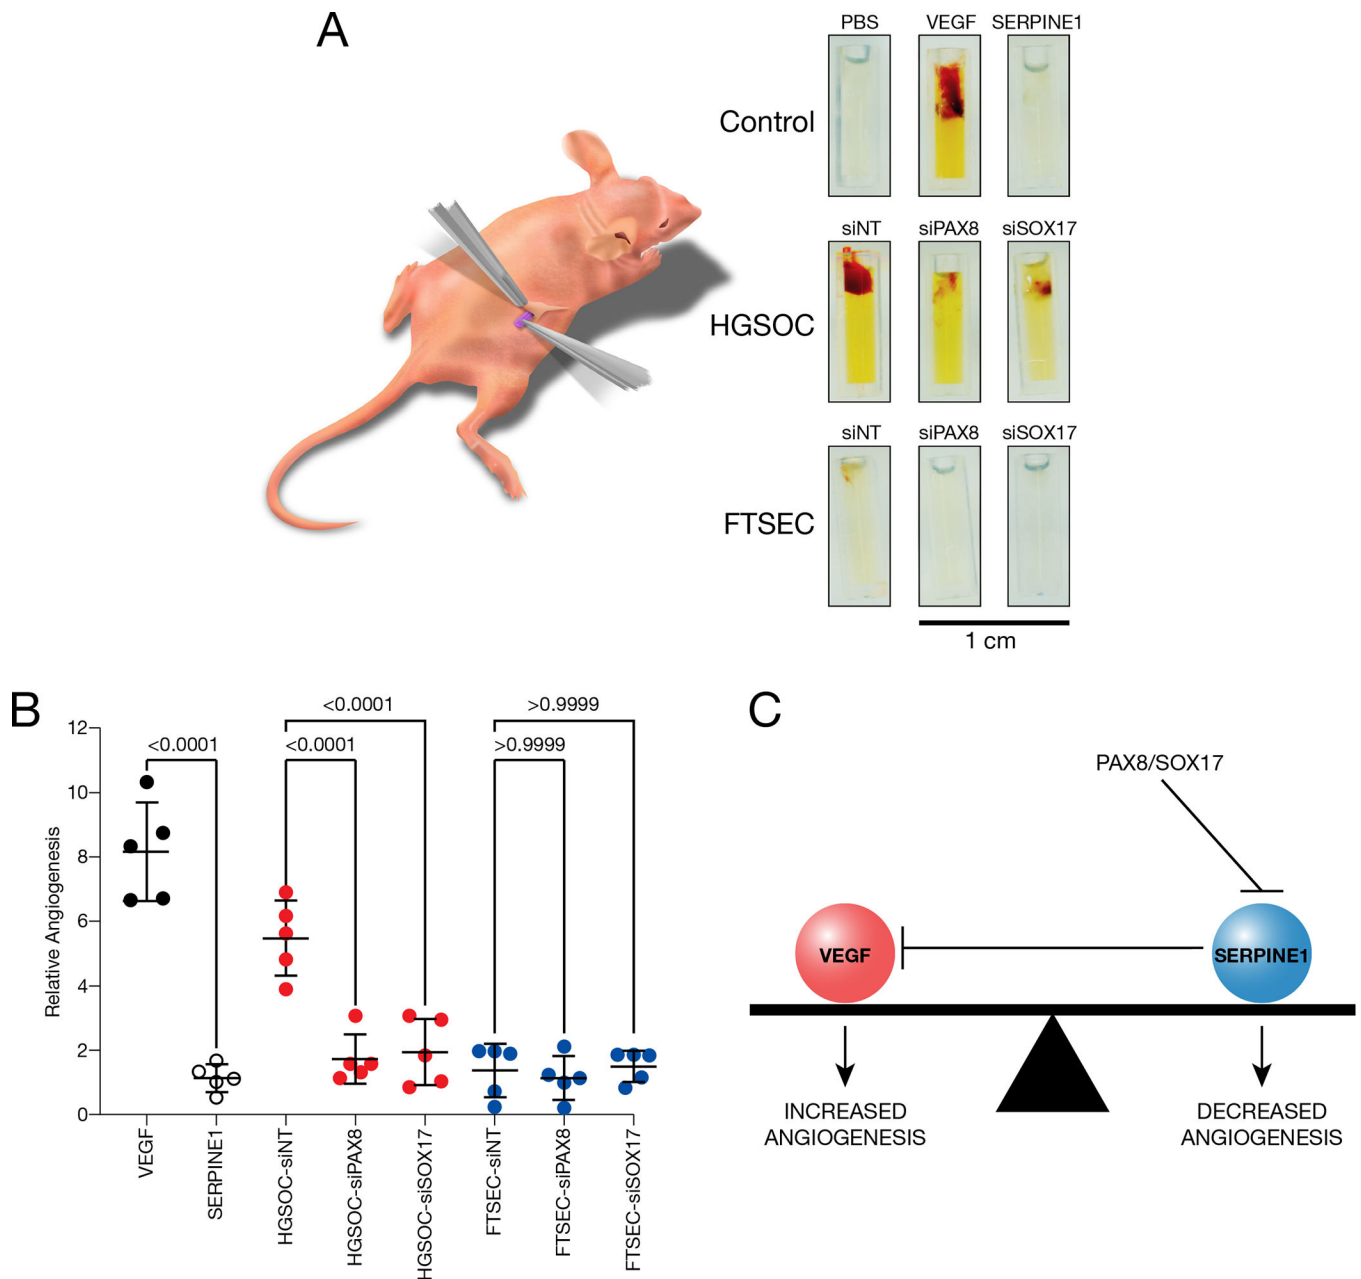 A
PBS VEGF SERPINE1
Control
siNT siPAX8 siSOX17
HGSOC
siNT siPAX8 siSOX17
FTSEC
1 cm
B
12
10
8
6
4
2
0
Relative Angiogenesis
<0.0001
<0.0001
<0.0001
>0.9999
>0.9999
VEGF
SERPINE1
HGSOC-siNT
HGSOC-siPAX8
HGSOC-siSOX17
FTSEC-siNT
FTSEC-siPAX8
FTSEC-siSOX17
C
PAX8/SOX17
VEGF
SERPINE1
INCREASED
ANGIOGENESIS
DECREASED
ANGIOGENESIS